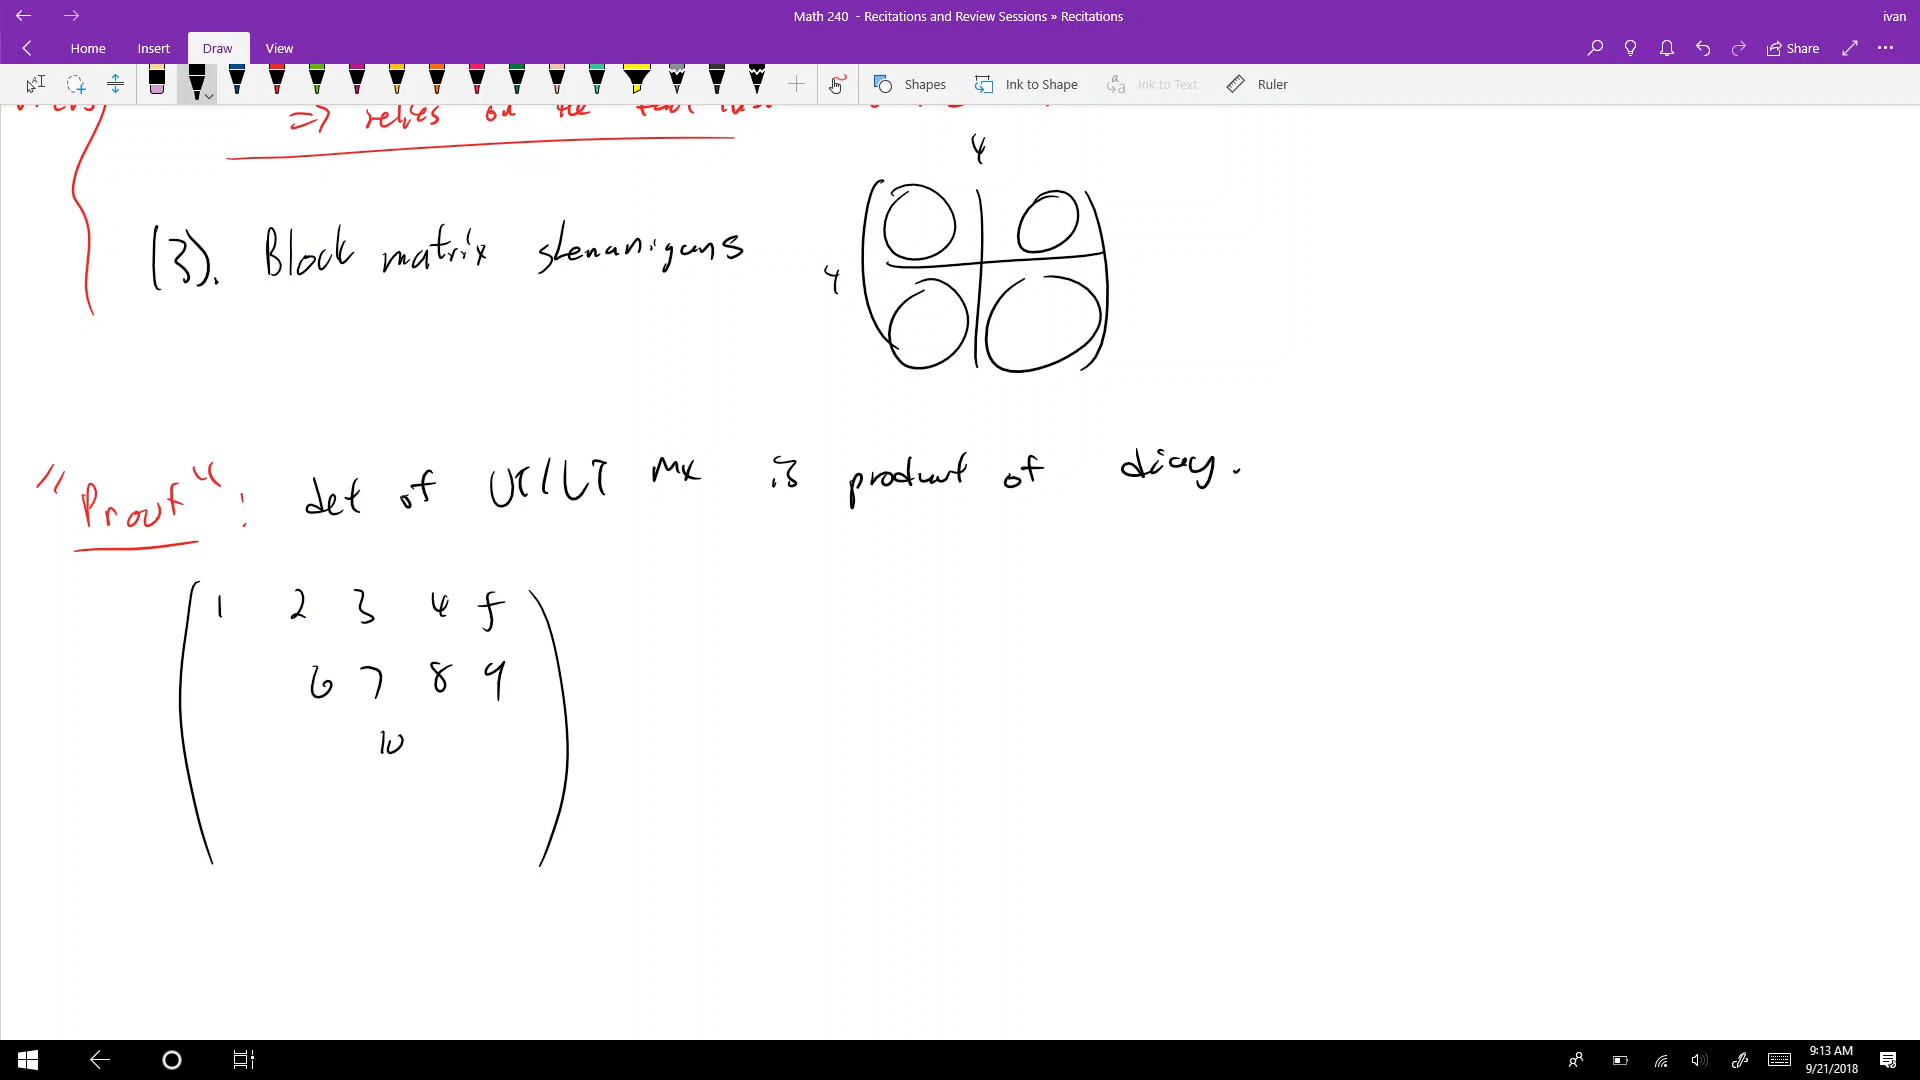 Math 240 - Recitations and Review Sessions » Recitations
ivan
Home Insert Draw View
Share
Shapes Ink to Shape Ink to Text Ruler
=> relies on the
4
(3). Block matrix shenanigans
4
"Proof": det of UT/LT mx is product of diag.
1 2 3 4 5
6 7 8 9
10
9:13 AM
9/21/2018